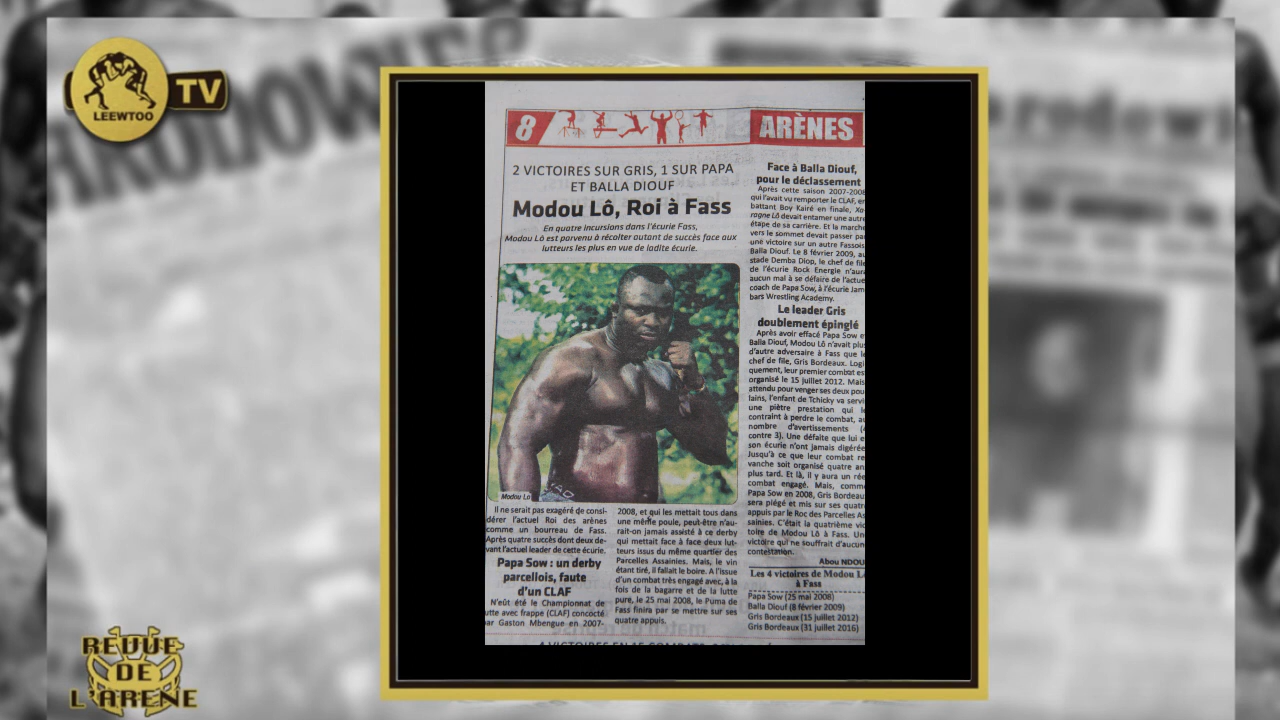 LEEWTOO
TV
8
ARÈNES
2 VICTOIRES SUR GRIS, 1 SUR PAPA
ET BALLA DIOUF
Modou Lô, Roi à Fass
En quatre incursions dans l'écurie Fass,
Modou Lô est parvenu à récolter autant de succès face aux
lutteurs les plus en vue de ladite écurie.
Modou Lo
Il ne serait pas exagéré de consi-
dérer l'actuel Roi des arènes
comme un bourreau de Fass.
Après quatre succès dont deux de-
vant l'actuel leader de cette écurie.
Papa Sow : un derby
parcellois, faute
d'un CLAF
N'eût été le Championnat de
utte avec frappe (CLAF) concocté
par Gaston Mbengue en 2007-
2008, et qui les mettait tous dans
une même poule, peut-être n'au-
rait-on jamais assisté à ce derby
qui mettait face à face deux lut-
teurs issus du même quartier des
Parcelles Assainies. Mais, le vin
étant tiré, il fallait le boire. A l'issue
d'un combat très engagé avec, à la
fois de la bagarre et de la lutte
pure, le 25 mai 2008, le Puma de
Fass finira par se mettre sur ses
quatre appuis.
Face à Balla Diouf,
pour le déclassement
Après cette saison 2007-2008
qui l'avait vu remporter le CLAF, en
battant Boy Kairé en finale, Xa
ragne Lô devait entamer une autre
étape de sa carrière. Et la marche
vers le sommet devait passer par
une victoire sur un autre Fassois
Balla Diouf. Le 8 février 2009, au
stade Demba Diop, le chef de file
de l'écurie Rock Energie n'aura
aucun mal à se défaire de l'actuel
coach de Papa Sow, à l'écurie Jam
bars Wrestling Academy.
Le leader Gris
doublement épinglé
Après avoir effacé Papa Sow e
Balla Diouf, Modou Lô n'avait plus
d'autre adversaire à Fass que le
chef de file, Gris Bordeaux. Logi
quement, leur premier combat est
organisé le 15 juillet 2012. Mais
attendu pour venger ses deux pou
lains, l'enfant de Tchicky va servi
une piètre prestation qui le
contraint à perdre le combat, au
nombre d'avertissements (4
contre 3). Une défaite que lui e
son écurie n'ont jamais digérée
Jusqu'à ce que leur combat re
vanche soit organisé quatre an
plus tard. Et là, il y aura un rée
combat engagé. Mais, comm
Papa Sow en 2008, Gris Bordeau
sera piégé et mis sur ses quatr
appuis par le Roc des Parcelles As
sainies. C'était la quatrième vic
toire de Modou Lô à Fass. Un
victoire qui ne souffrait d'aucun
contestation.
Abou NDOU
Les 4 victoires de Modou L
à Fass
Papa Sow (25 mai 2008)
Balla Diouf (8 février 2009)
Gris Bordeaux (15 juillet 2012)
Gris Bordeaux (31 juillet 2016)
REVUE
DE
L'ARENE